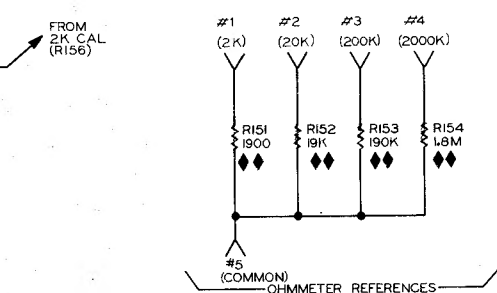 FROM
2K CAL
(R156)
#1 #2 #3 #4
(2K) (20K) (200K) (2000K)
R151 R152 R153 R154
1900 19K 190K 1.8M
#5
(COMMON)
OHMMETER REFERENCES